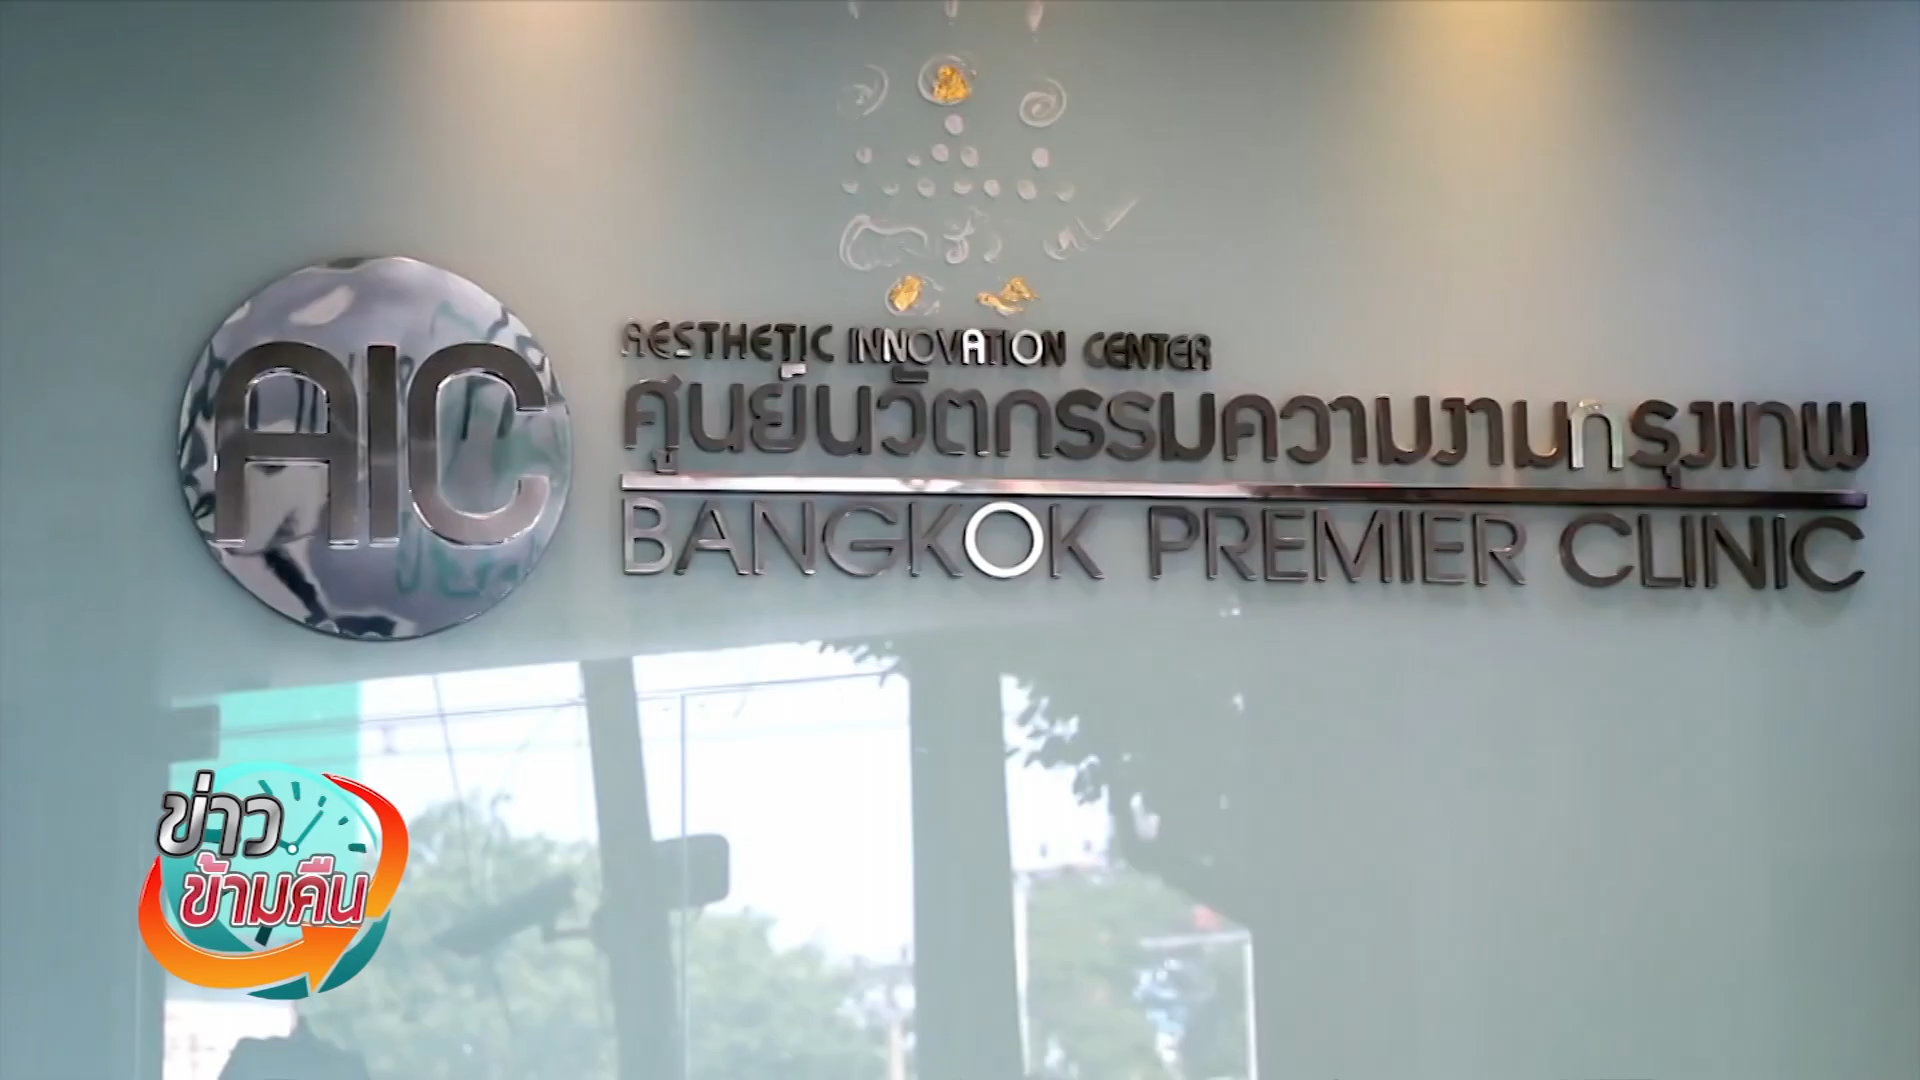 AIC
AESTHETIC INNOVATION CENTER
ศูนย์นวัตกรรมความงามกรุงเทพ
BANGKOK PREMIER CLINIC
ข่าว
ข้ามคืน